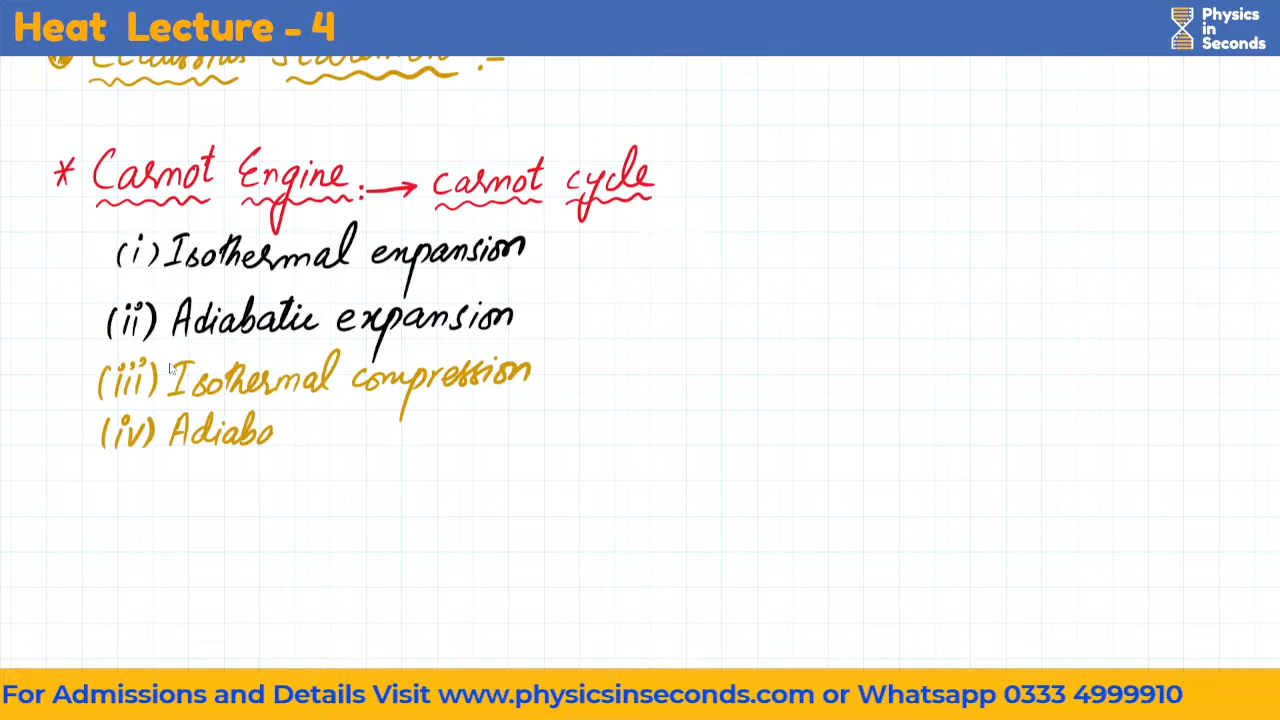 Heat Lecture - 4
Physics
in
Seconds
* Carnot Engine :→ carnot cycle
(i) Isothermal expansion
(ii) Adiabatic expansion
(iii) Isothermal compression
(iv) Adiabo
For Admissions and Details Visit www.physicsinseconds.com or Whatsapp 0333 4999910